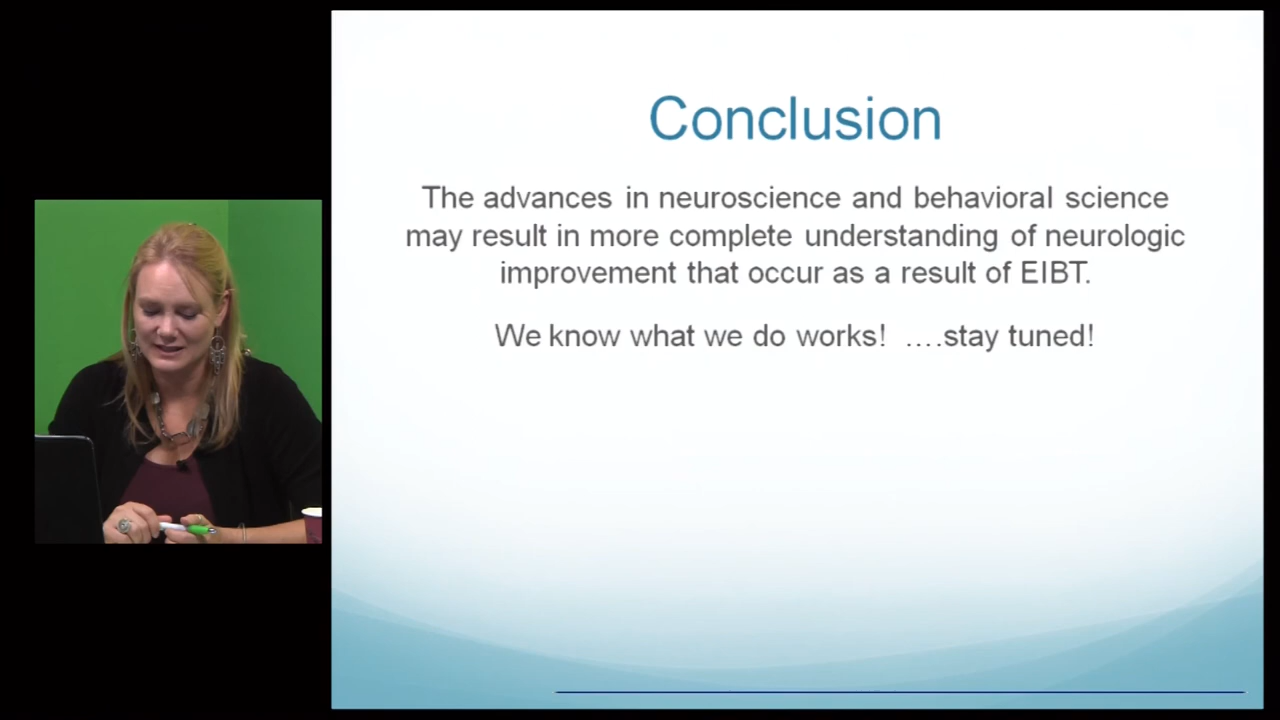 Conclusion
The advances in neuroscience and behavioral science
may result in more complete understanding of neurologic
improvement that occur as a result of EIBT.
We know what we do works!  ....stay tuned!